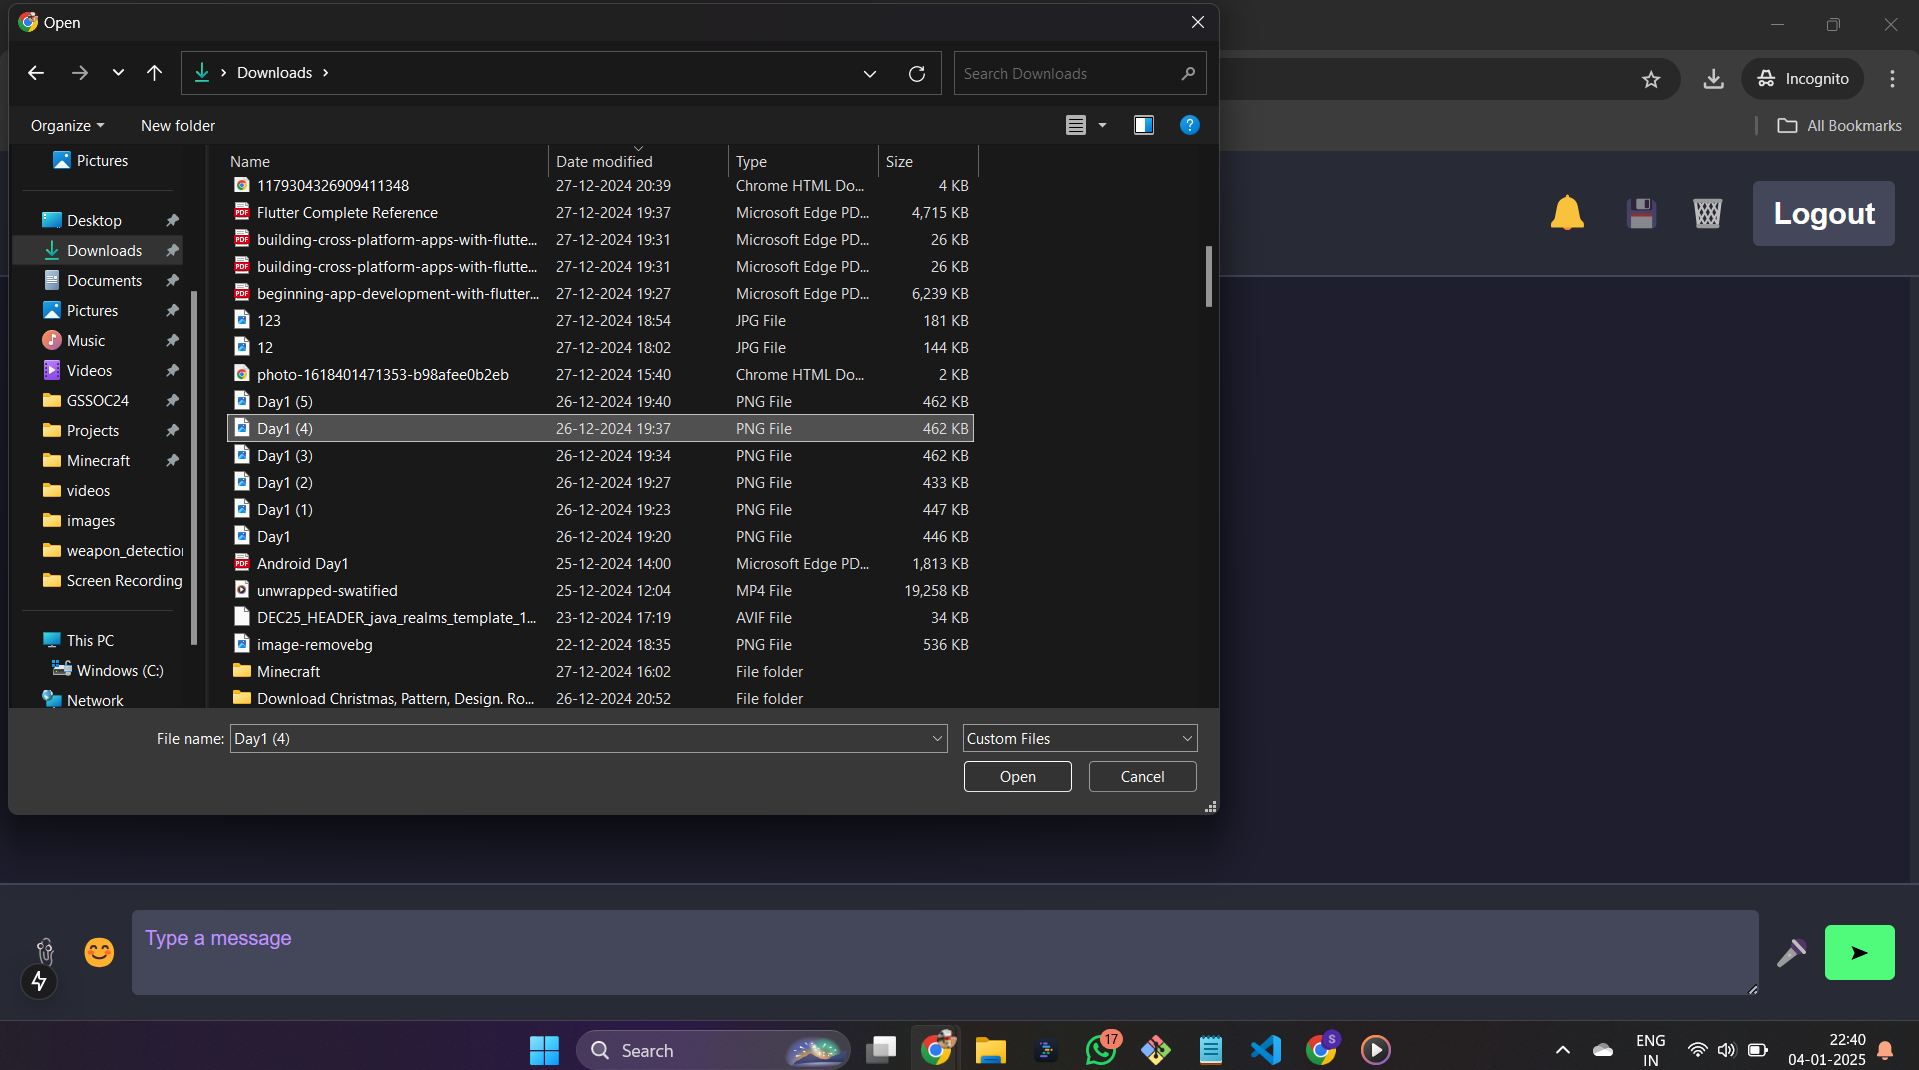 Open
Downloads
Search Downloads
Incognito
Organize
New folder
All Bookmarks
Pictures
Desktop
Downloads
Documents
Pictures
Music
Videos
GSSOC24
Projects
Minecraft
videos
images
weapon_detection
Screen Recording
This PC
Windows (C:)
Network
Name Date modified Type Size
1179304326909411348 27-12-2024 20:39 Chrome HTML Do... 4 KB
Flutter Complete Reference 27-12-2024 19:37 Microsoft Edge PD... 4,715 KB
building-cross-platform-apps-with-flutte... 27-12-2024 19:31 Microsoft Edge PD... 26 KB
building-cross-platform-apps-with-flutte... 27-12-2024 19:31 Microsoft Edge PD... 26 KB
beginning-app-development-with-flutter... 27-12-2024 19:27 Microsoft Edge PD... 6,239 KB
123 27-12-2024 18:54 JPG File 181 KB
12 27-12-2024 18:02 JPG File 144 KB
photo-1618401471353-b98afee0b2eb 27-12-2024 15:40 Chrome HTML Do... 2 KB
Day1 (5) 26-12-2024 19:40 PNG File 462 KB
Day1 (4) 26-12-2024 19:37 PNG File 462 KB
Day1 (3) 26-12-2024 19:34 PNG File 462 KB
Day1 (2) 26-12-2024 19:27 PNG File 433 KB
Day1 (1) 26-12-2024 19:23 PNG File 447 KB
Day1 26-12-2024 19:20 PNG File 446 KB
Android Day1 25-12-2024 14:00 Microsoft Edge PD... 1,813 KB
unwrapped-swatified 25-12-2024 12:04 MP4 File 19,258 KB
DEC25_HEADER_java_realms_template_1... 23-12-2024 17:19 AVIF File 34 KB
image-removebg 22-12-2024 18:35 PNG File 536 KB
Minecraft 27-12-2024 16:02 File folder
Download Christmas, Pattern, Design. Ro... 26-12-2024 20:52 File folder
Logout
File name: Day1 (4)
Custom Files
Open
Cancel
Type a message
Search
17
S
ENG
IN
22:40
04-01-2025